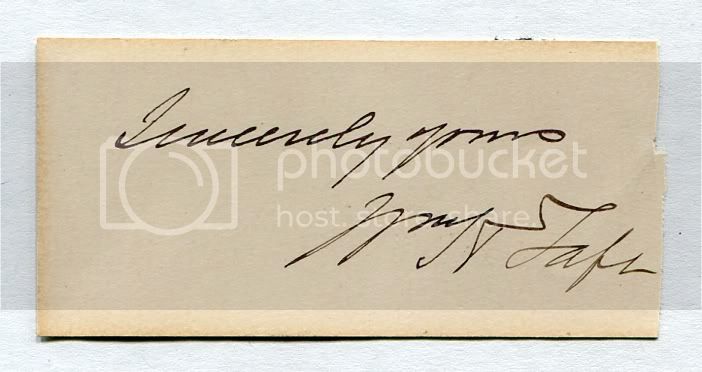 Sincerely yours
photobucket
host. store. share.
Wm H Taft